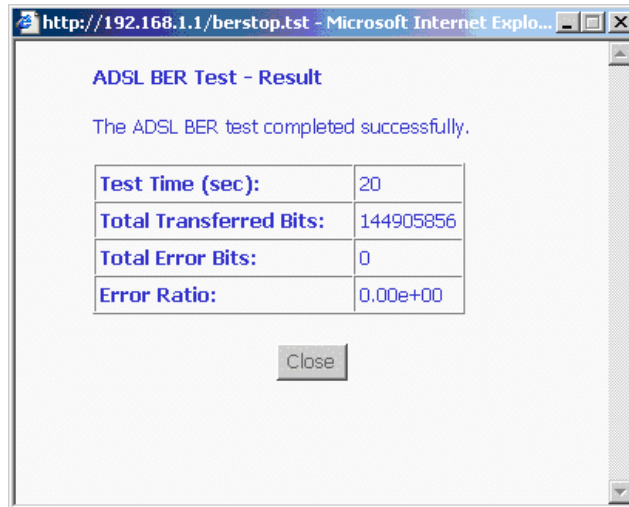 http://192.168.1.1/berstop.tst - Microsoft Internet Explo...
ADSL BER Test - Result
The ADSL BER test completed successfully.
Test Time (sec): 20
Total Transferred Bits: 144905856
Total Error Bits: 0
Error Ratio: 0.00e+00
Close